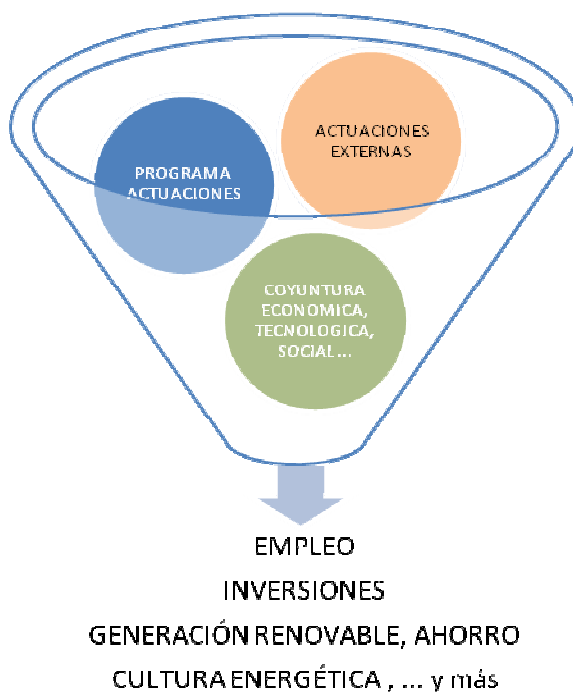 ACTUACIONES
EXTERNAS
PROGRAMA
ACTUACIONES
COYUNTURA
ECONOMICA,
TECNOLOGICA,
SOCIAL...
EMPLEO
INVERSIONES
GENERACIÓN RENOVABLE, AHORRO
CULTURA ENERGÉTICA , ... y más